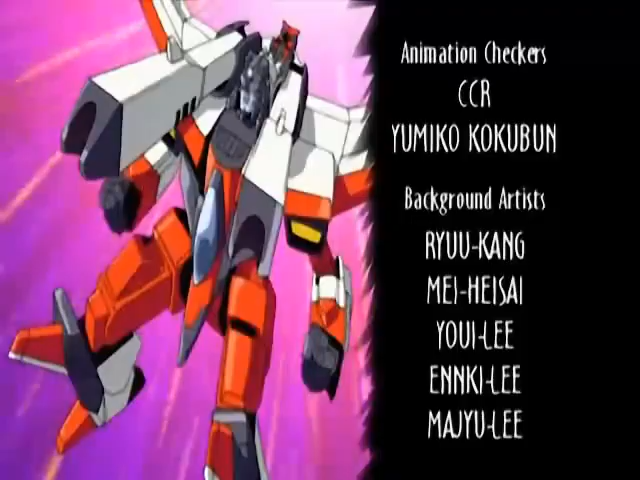 Animation Checkers
CCR
YUMIKO KOKUBUN
Background Artists
RYUU-KANG
MEI-HEISAI
YOUI-LEE
ENNKI-LEE
MAJYU-LEE